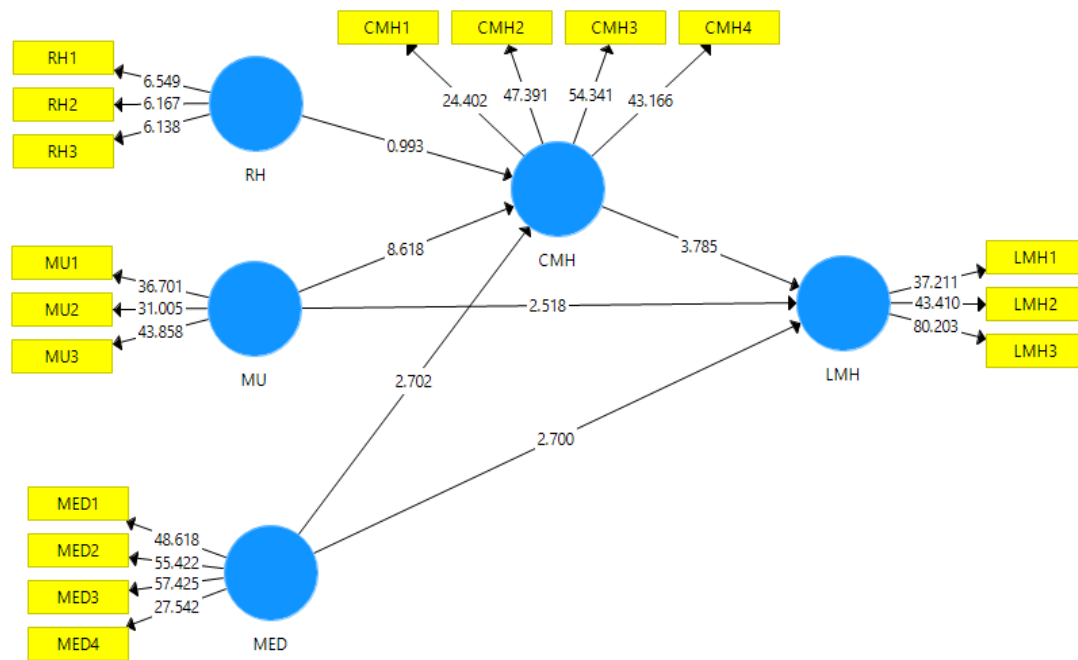 CMH1
CMH2
CMH3
CMH4
RH1
RH2
RH3
6.549
6.167
6.138
RH
24.402
47.391
54.341
43.166
0.993
CMH
MU1
MU2
MU3
36.701
31.005
43.858
MU
8.618
2.518
3.785
LMH
37.211
43.410
80.203
LMH1
LMH2
LMH3
2.702
2.700
MED1
MED2
MED3
MED4
48.618
55.422
57.425
27.542
MED